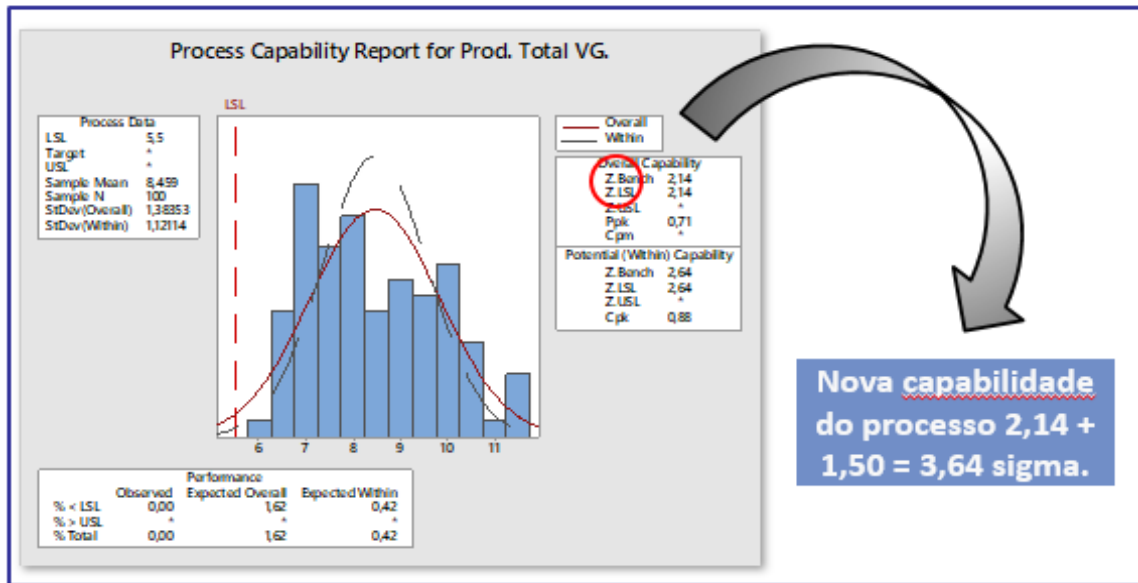 Process Capability Report for Prod. Total VG.
LSL
Process Data
LSL 5,5
Target *
USL *
Sample Mean 8,459
Sample N 100
StDev(Overall) 1,38353
StDev(Within) 1,12114
Overall
Within
Overall Capability
Z.Bench 2,14
Z.LSL 2,14
Z.USL *
Ppk 0,71
Cpm *
Potential (Within) Capability
Z.Bench 2,64
Z.LSL 2,64
Z.USL *
Cpk 0,88
6 7 8 9 10 11
Performance
Observed Expected Overall Expected Within
% < LSL 0,00 1,62 0,42
% > USL * * *
% Total 0,00 1,62 0,42
Nova capabilidade
do processo 2,14 +
1,50 = 3,64 sigma.